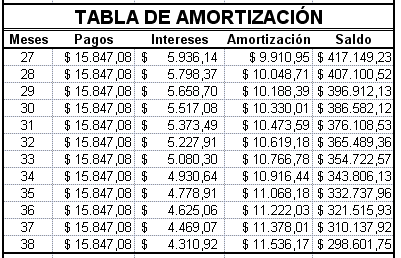 TABLA DE AMORTIZACIÓN
Meses Pagos Intereses Amortización Saldo
27 $ 15.847,08 $ 5.936,14 $ 9.910,95 $ 417.149,23
28 $ 15.847,08 $ 5.798,37 $ 10.048,71 $ 407.100,52
29 $ 15.847,08 $ 5.658,70 $ 10.188,39 $ 396.912,13
30 $ 15.847,08 $ 5.517,08 $ 10.330,01 $ 386.582,12
31 $ 15.847,08 $ 5.373,49 $ 10.473,59 $ 376.108,53
32 $ 15.847,08 $ 5.227,91 $ 10.619,18 $ 365.489,36
33 $ 15.847,08 $ 5.080,30 $ 10.766,78 $ 354.722,57
34 $ 15.847,08 $ 4.930,64 $ 10.916,44 $ 343.806,13
35 $ 15.847,08 $ 4.778,91 $ 11.068,18 $ 332.737,96
36 $ 15.847,08 $ 4.625,06 $ 11.222,03 $ 321.515,93
37 $ 15.847,08 $ 4.469,07 $ 11.378,01 $ 310.137,92
38 $ 15.847,08 $ 4.310,92 $ 11.536,17 $ 298.601,75